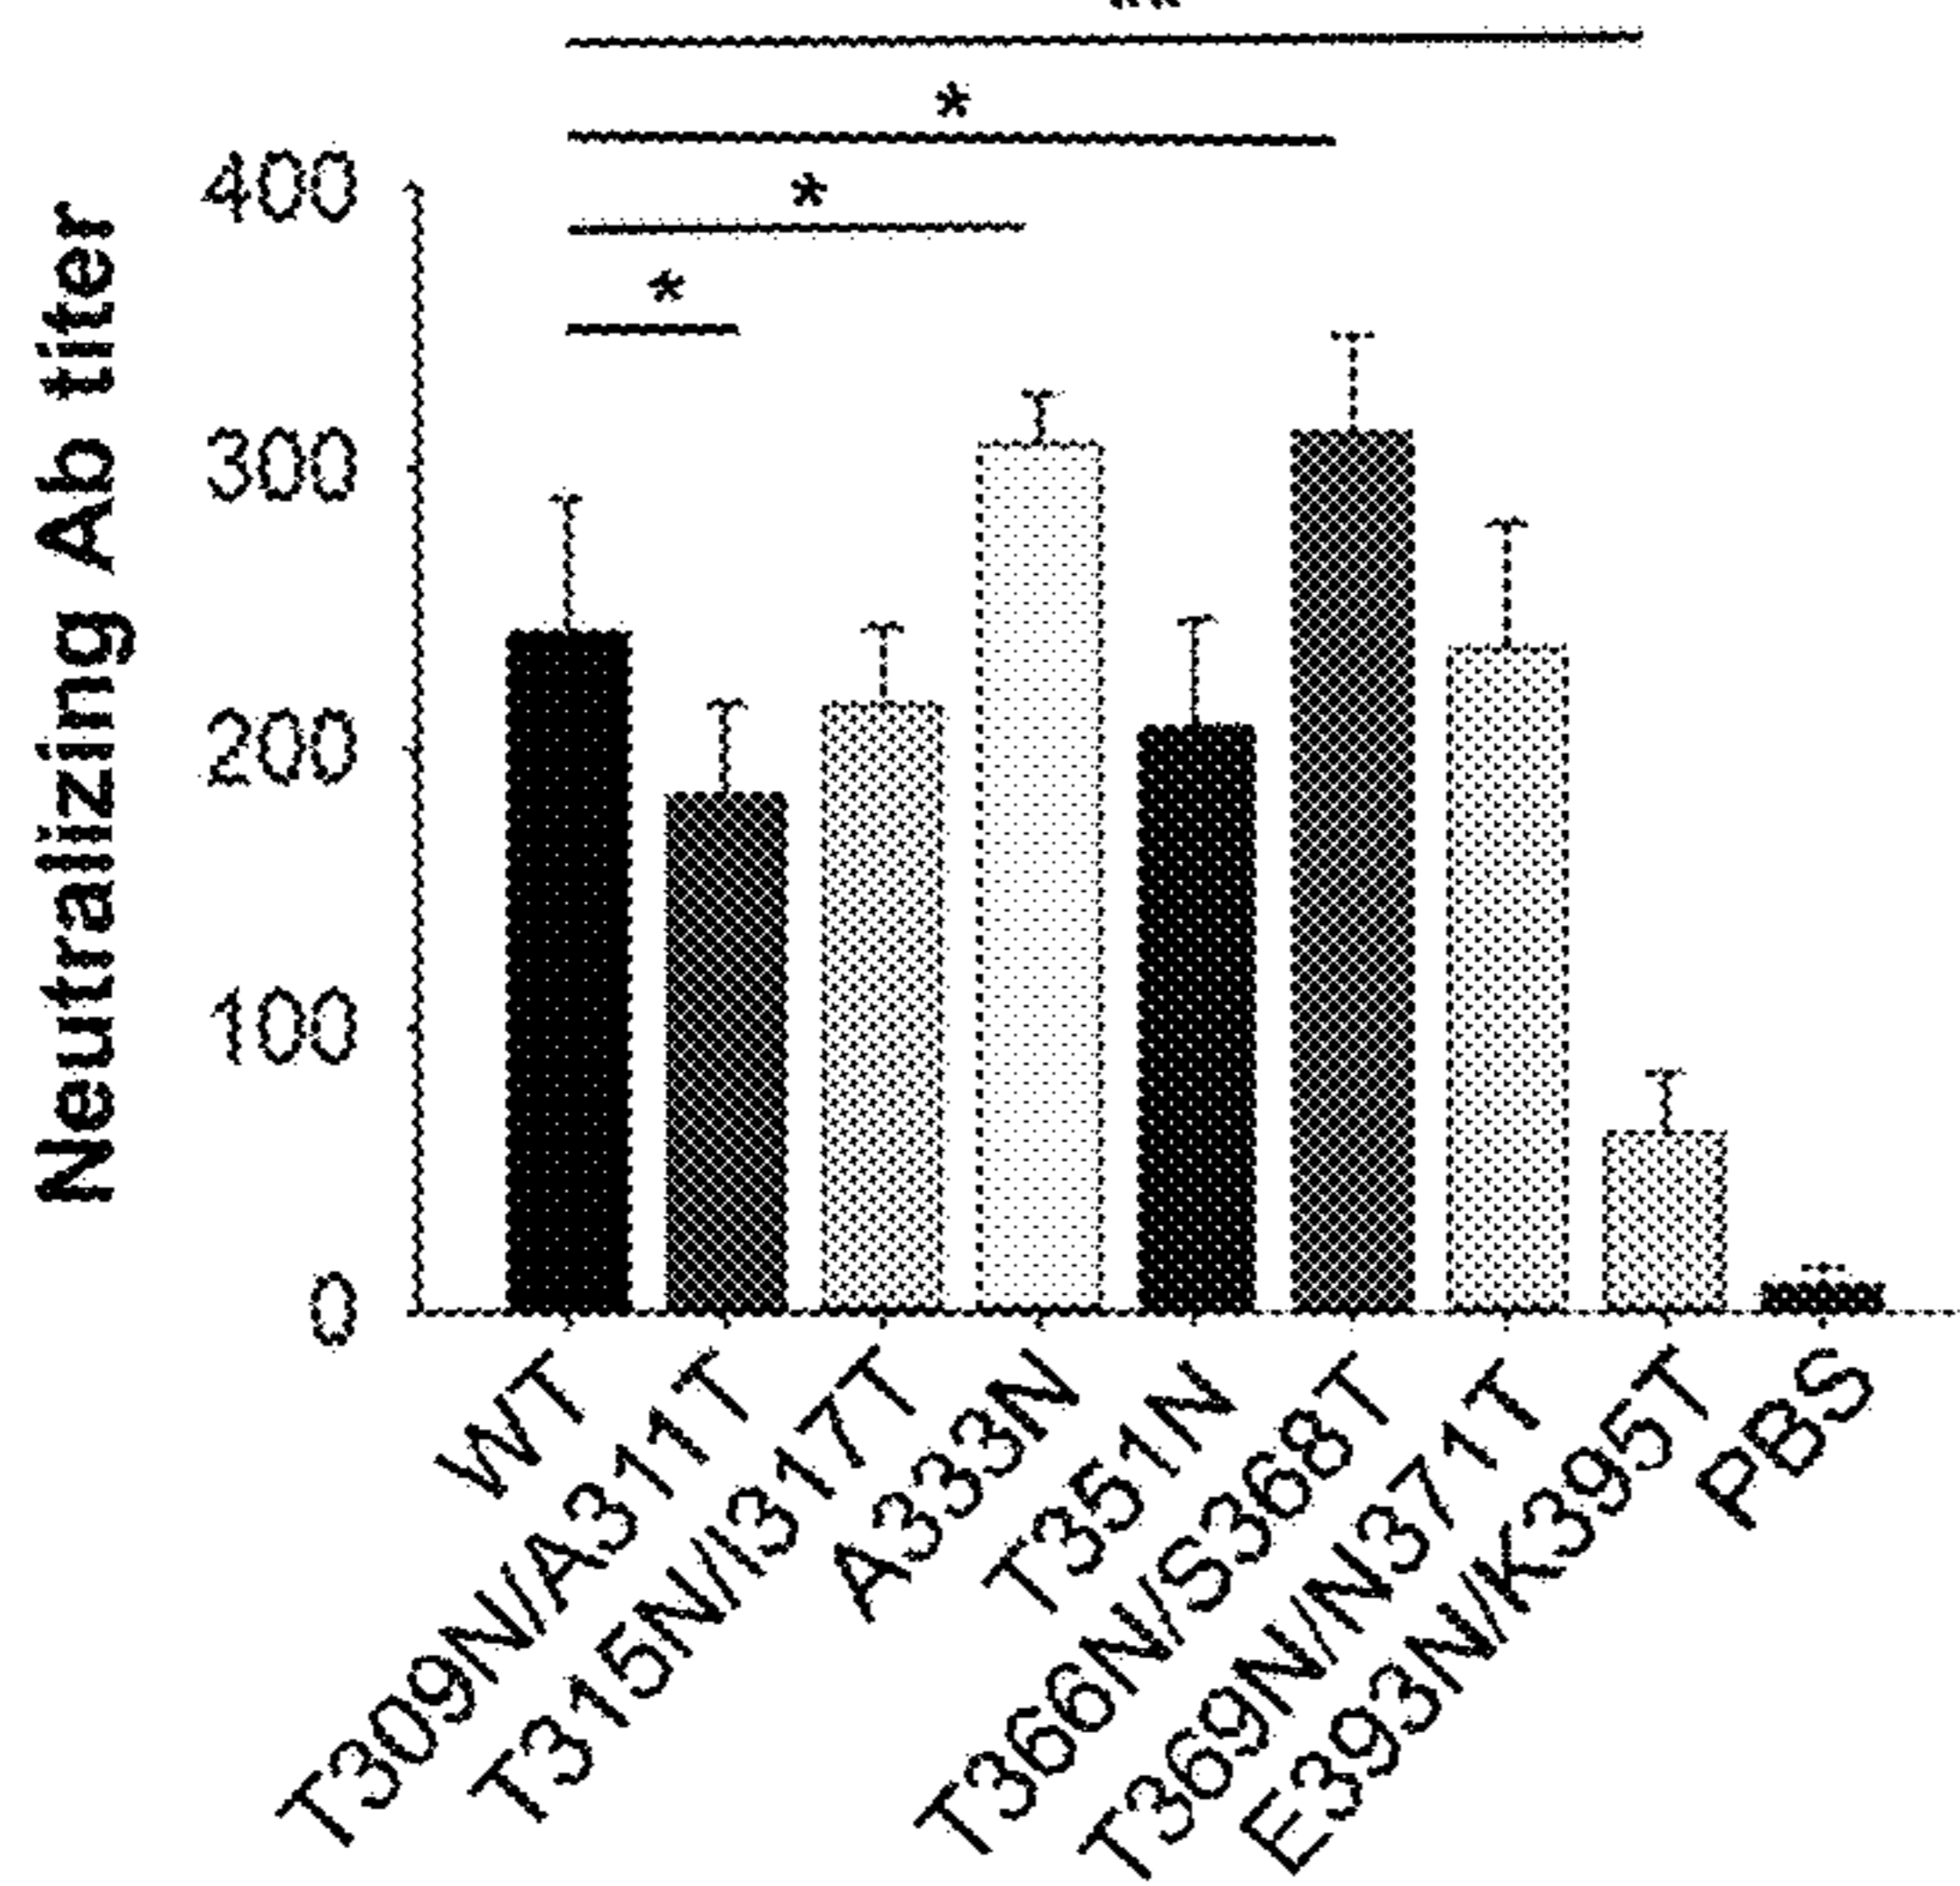 *
*
*
Neutralizing Ab titer
400
300
200
100
0
WT
T309N/A311T
T315N/I317T
A333N
T351N
T366N/S368T
T369N/N371T
E393N/K395T
PBS